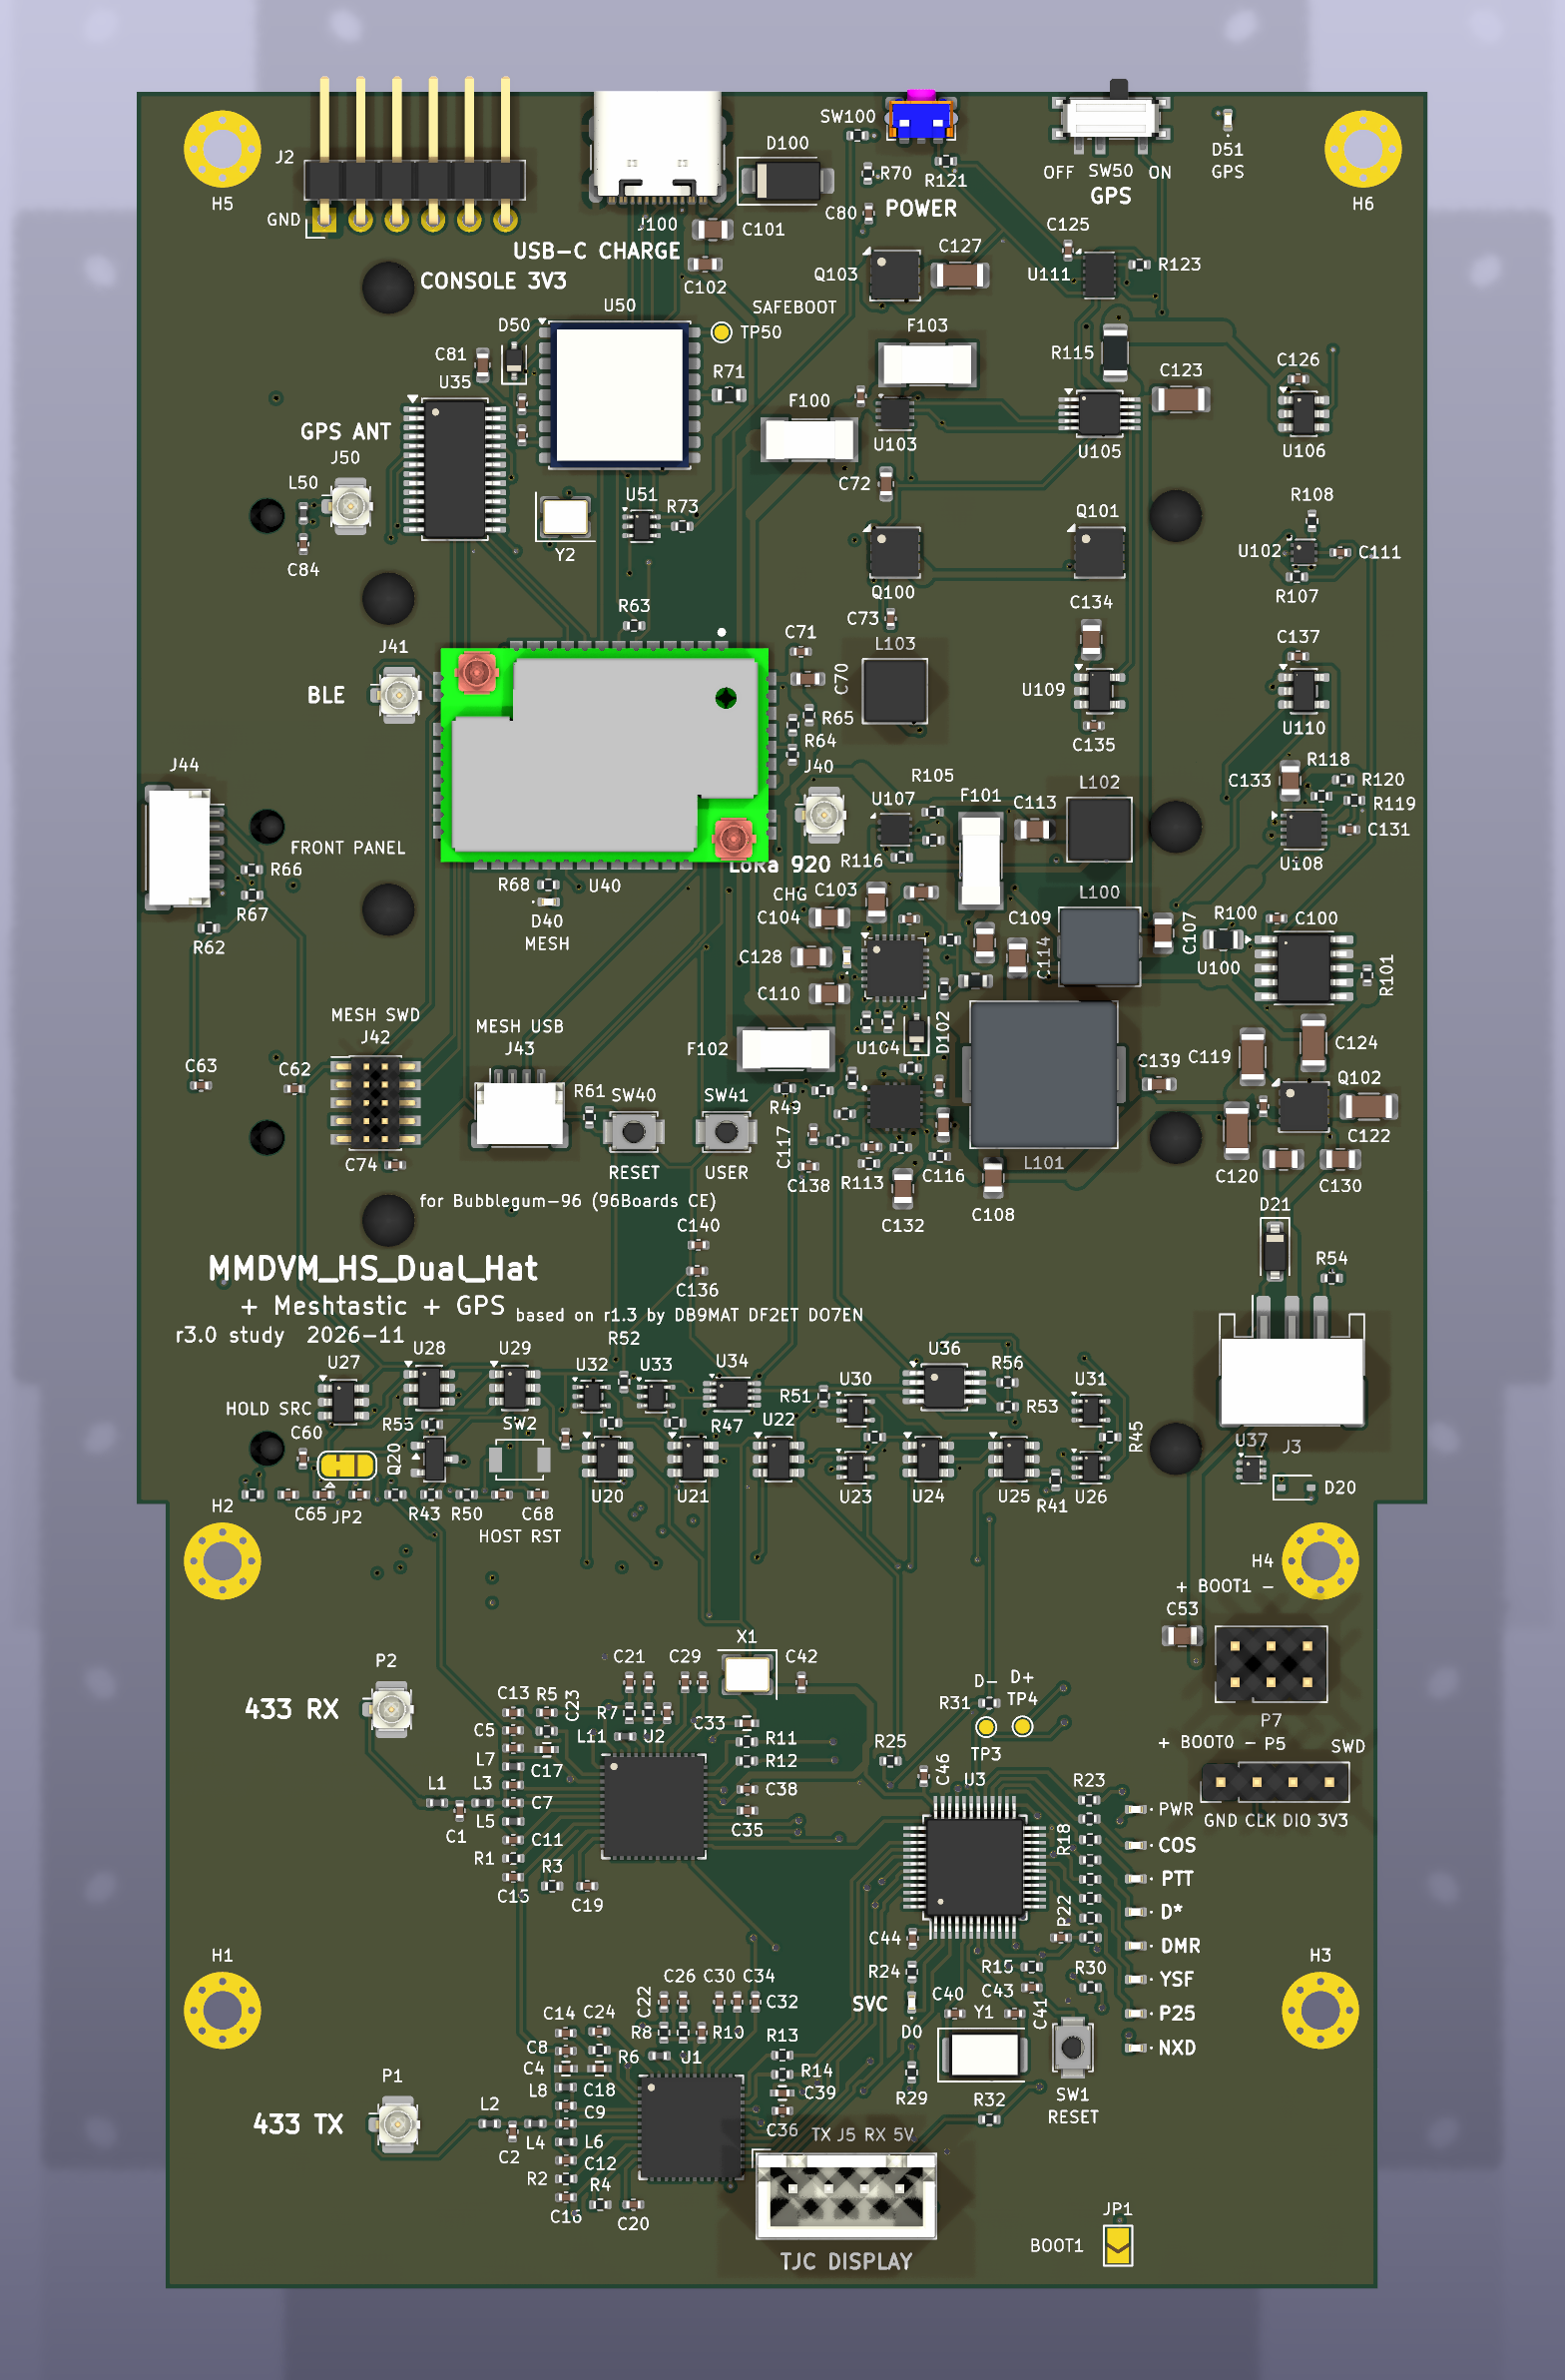 J2
H5
GND
J100
USB-C CHARGE
CONSOLE 3V3
D100
C101
C102
SW100
R70
R121
C80
POWER
OFF SW50 ON
GPS
D51
GPS
H6
C125
U111
R123
Q103
C127
U50
SAFEBOOT
TP50
D50
C81
U35
R71
F103
F100
U103
R115
C123
C126
U105
U106
GPS ANT
J50
L50
C84
Y2
U51
R73
C72
Q100
Q101
R108
U102
C111
R107
R63
C73
C134
C71
L103
C70
C137
J41
BLE
R65
R64
J40
U109
C135
U110
J44
FRONT PANEL
R66
R67
R62
R68
U40
D40
MESH
LoRa 920
R105
U107
R116
F101
C113
L102
C133
R118
R120
R119
C131
U108
CHG
C103
C104
C128
C110
C109
C114
L100
C107
R100
U100
C100
R101
MESH SWD
J42
MESH USB
J43
C63
C62
C74
R61
SW40
RESET
SW41
USER
F102
R49
U104
D102
C117
C138
R113
C116
C132
C108
L101
C139
C119
C124
Q102
C122
C120
C130
for Bubblegum-96 (96Boards CE)
C140
C136
D21
R54
MMDVM_HS_Dual_Hat
+ Meshtastic + GPS
based on r1.3 by DB9MAT DF2ET DO7EN
r3.0 study 2026-11
U27
U28
U29
R52
U32
U33
U34
U36
R56
R51
U30
U31
R53
HOLD SRC
C60
R55
Q20
SW2
R47
U22
R45
U37
J3
D20
C65
JP2
R43
R50
C68
HOST RST
U20
U21
U23
U24
U25
R41
U26
H2
H4
+ BOOT1 -
C53
P7
+ BOOT0 -
P5
SWD
GND CLK DIO 3V3
X1
P2
433 RX
C13
R5
C23
C21
C29
C42
C5
R7
L11
U2
C33
R11
R12
L7
C17
L1
L3
C7
C38
C1
L5
C11
C35
R1
R3
C15
C19
D-
D+
R31
TP4
TP3
R25
C46
U3
R23
R18
PWR
COS
PTT
D*
DMR
YSF
P25
NXD
P22
C44
R24
R15
R30
SVC
D0
C40
C43
Y1
C41
R29
R32
SW1
RESET
H1
H3
C22
C26
C30
C34
C32
C14
C24
R8
R10
C8
R6
U1
R13
C4
R14
L8
C18
C39
C9
C36
P1
433 TX
L2
L4
C2
L6
C12
R2
R4
C16
C20
TX J5 RX 5V
TJC DISPLAY
JP1
BOOT1